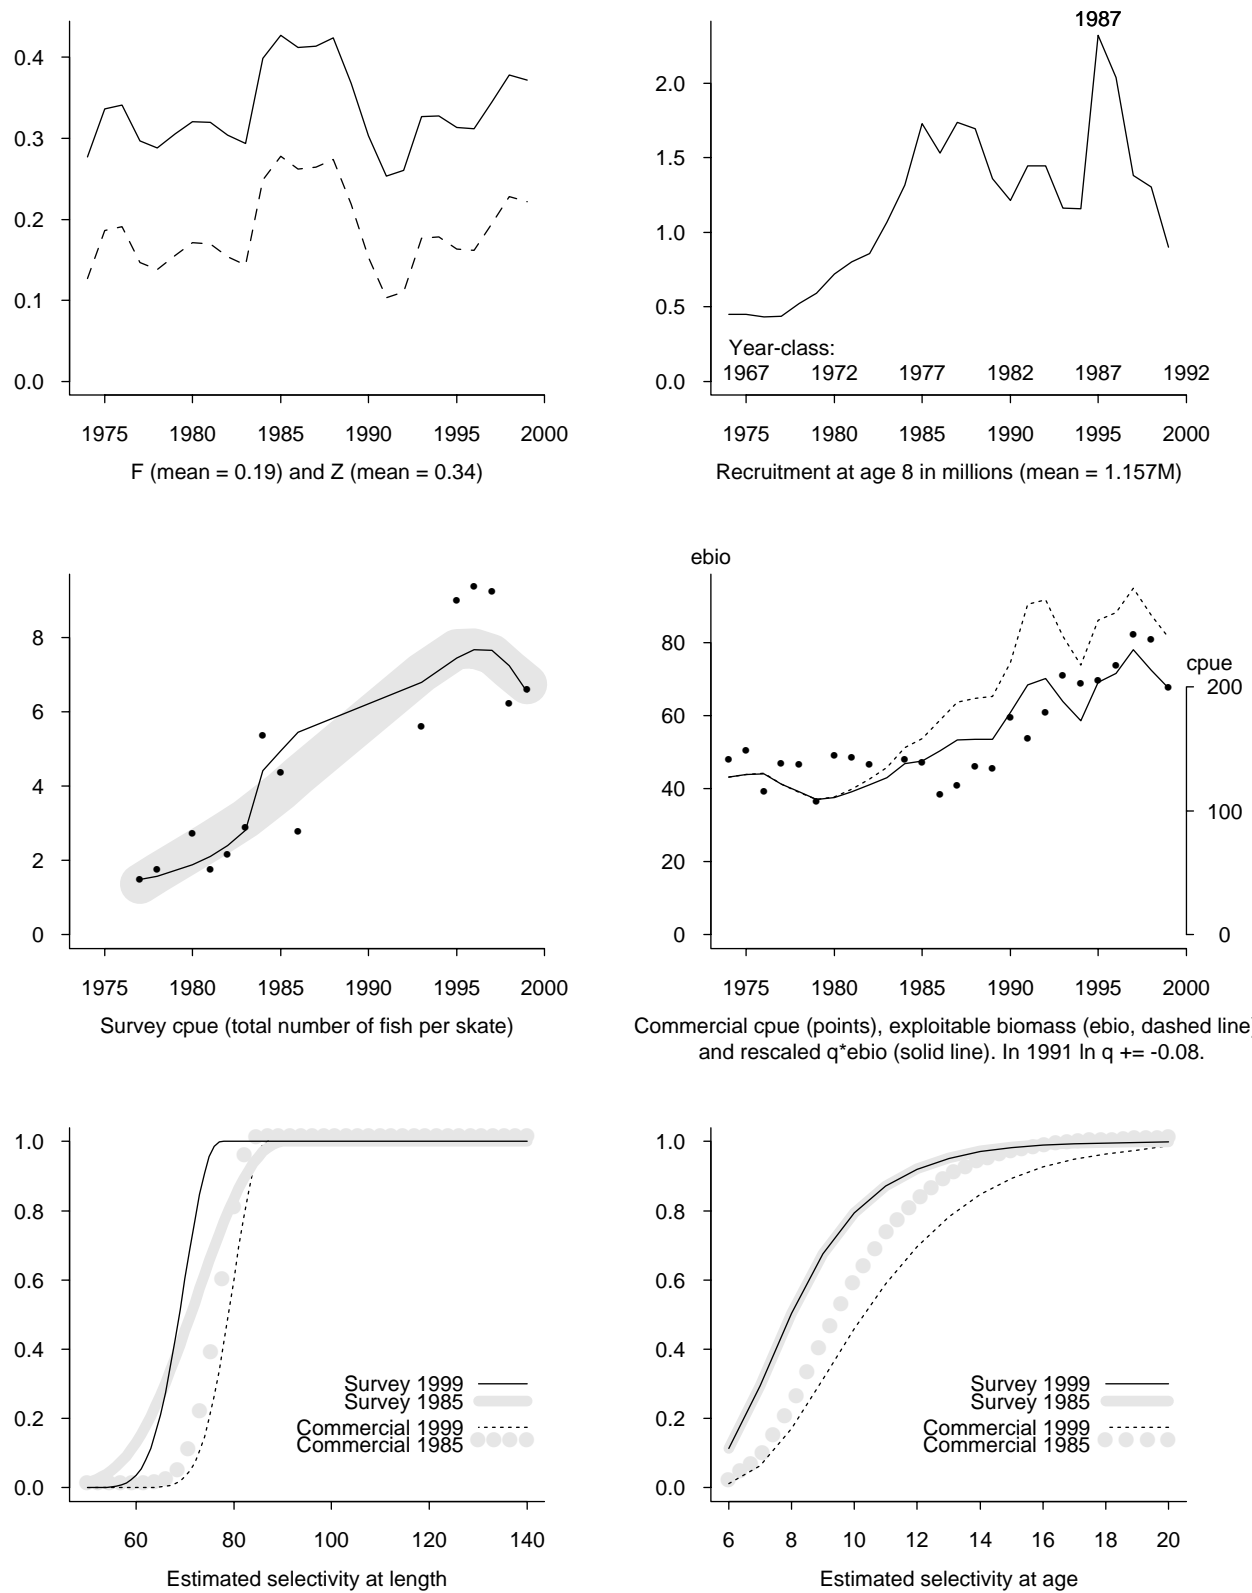 0.4
0.3
0.2
0.1
0.0
1975 1980 1985 1990 1995 2000
F (mean = 0.19) and Z (mean = 0.34)
1987
2.0
1.5
1.0
0.5
0.0
Year-class:
1967 1972 1977 1982 1987 1992
1975 1980 1985 1990 1995 2000
Recruitment at age 8 in millions (mean = 1.157M)
8
6
4
2
0
1975 1980 1985 1990 1995 2000
Survey cpue (total number of fish per skate)
ebio
80
60
40
20
0
cpue
200
100
0
1975 1980 1985 1990 1995 2000
Commercial cpue (points), exploitable biomass (ebio, dashed line)
and rescaled q*ebio (solid line). In 1991 ln q += -0.08.
1.0
0.8
0.6
0.4
0.2
0.0
Survey 1999
Survey 1985
Commercial 1999
Commercial 1985
60 80 100 120 140
Estimated selectivity at length
1.0
0.8
0.6
0.4
0.2
0.0
Survey 1999
Survey 1985
Commercial 1999
Commercial 1985
6 8 10 12 14 16 18 20
Estimated selectivity at age